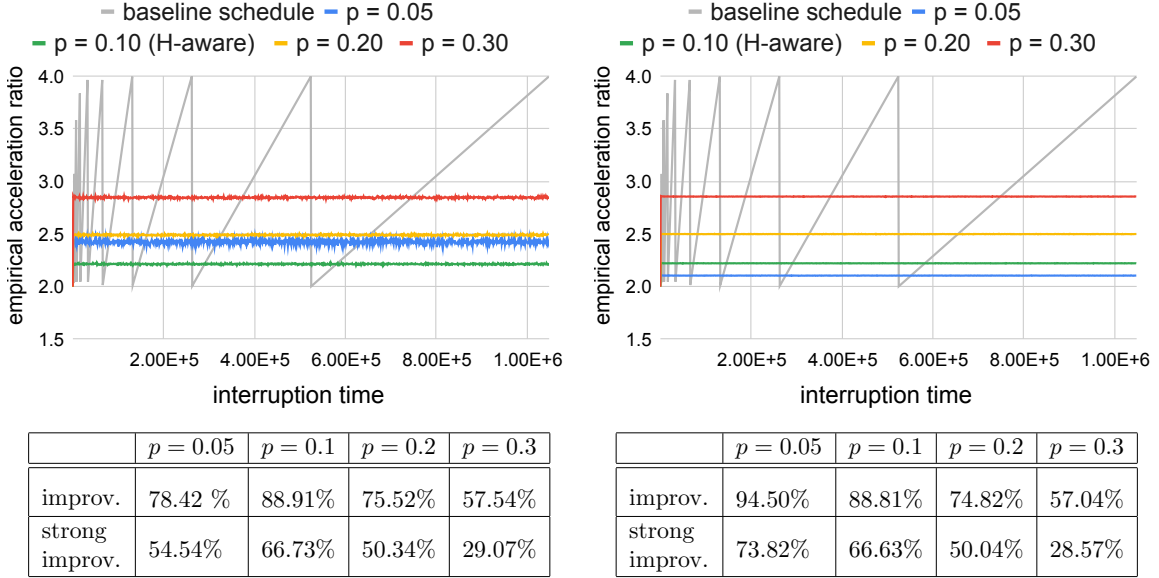 baseline schedule p = 0.05
p = 0.10 (H-aware) p = 0.20 p = 0.30
empirical acceleration ratio
4.0
3.5
3.0
2.5
2.0
1.5
2.00E+5 4.00E+5 6.00E+5 8.00E+5 1.00E+6
interruption time
p = 0.05 p = 0.1 p = 0.2 p = 0.3
improv. 78.42 % 88.91% 75.52% 57.54%
strong
improv. 54.54% 66.73% 50.34% 29.07%
baseline schedule p = 0.05
p = 0.10 (H-aware) p = 0.20 p = 0.30
empirical acceleration ratio
4.0
3.5
3.0
2.5
2.0
1.5
2.00E+5 4.00E+5 6.00E+5 8.00E+5 1.00E+6
interruption time
p = 0.05 p = 0.1 p = 0.2 p = 0.3
improv. 94.50% 88.81% 74.82% 57.04%
strong
improv. 73.82% 66.63% 50.04% 28.57%